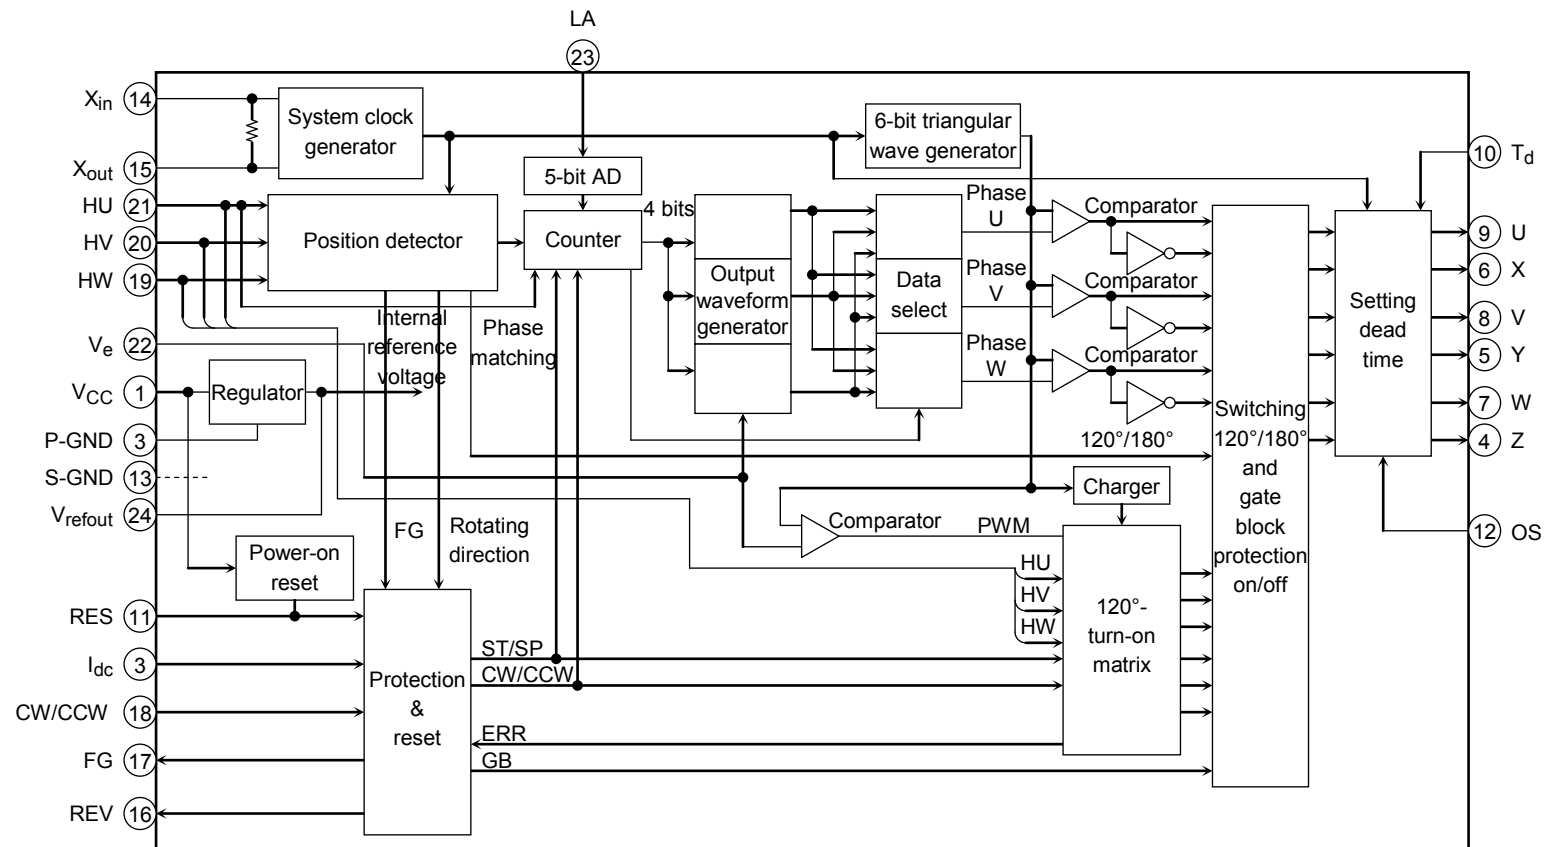 LA
23
Xin 14
System clock
generator
6-bit triangular
wave generator
Xout 15
5-bit AD
10 Td
HU 21
Position detector
Counter
4 bits
Phase
U
Comparator
HV 20
9 U
HW 19
Output
waveform
generator
Data
select
Phase
V
Comparator
6 X
Setting
dead
time
Internal
reference
voltage
Phase
matching
8 V
Ve 22
Phase
W
Comparator
5 Y
VCC 1
Regulator
7 W
P-GND 3
120°/180°
Switching
120°/180°
and
gate
block
protection
on/off
4 Z
S-GND 13
Charger
Vrefout 24
FG
Rotating
direction
Comparator
PWM
12 OS
Power-on
reset
HU
HV
HW
120°-
turn-on
matrix
RES 11
ST/SP
Idc 3
CW/CCW
Protection
&
reset
CW/CCW 18
ERR
FG 17
GB
REV 16